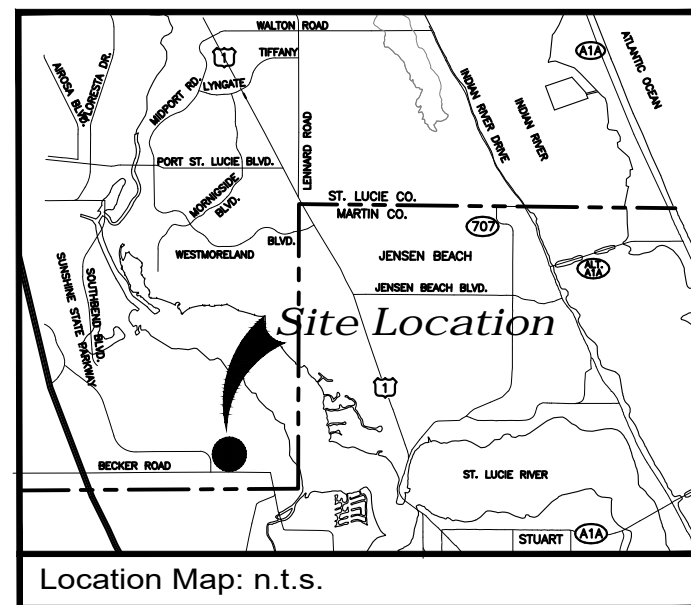 WALTON ROAD
TIFFANY
1
LYNGATE
MIDPORT RD.
AIROSA BLVD.
FLORESTA DR.
A1A
ATLANTIC OCEAN
INDIAN RIVER DRIVE
INDIAN RIVER
LENNARD ROAD
PORT ST. LUCIE BLVD.
MORNIGSIDE BLVD.
ST. LUCIE CO.
MARTIN CO.
707
WESTMORELAND BLVD.
JENSEN BEACH
ALT. A1A
JENSEN BEACH BLVD.
SUNSHINE STATE PARKWAY
SOUTHBEND BLVD.
Site Location
1
BECKER ROAD
ST. LUCIE RIVER
STUART
A1A
Location Map: n.t.s.